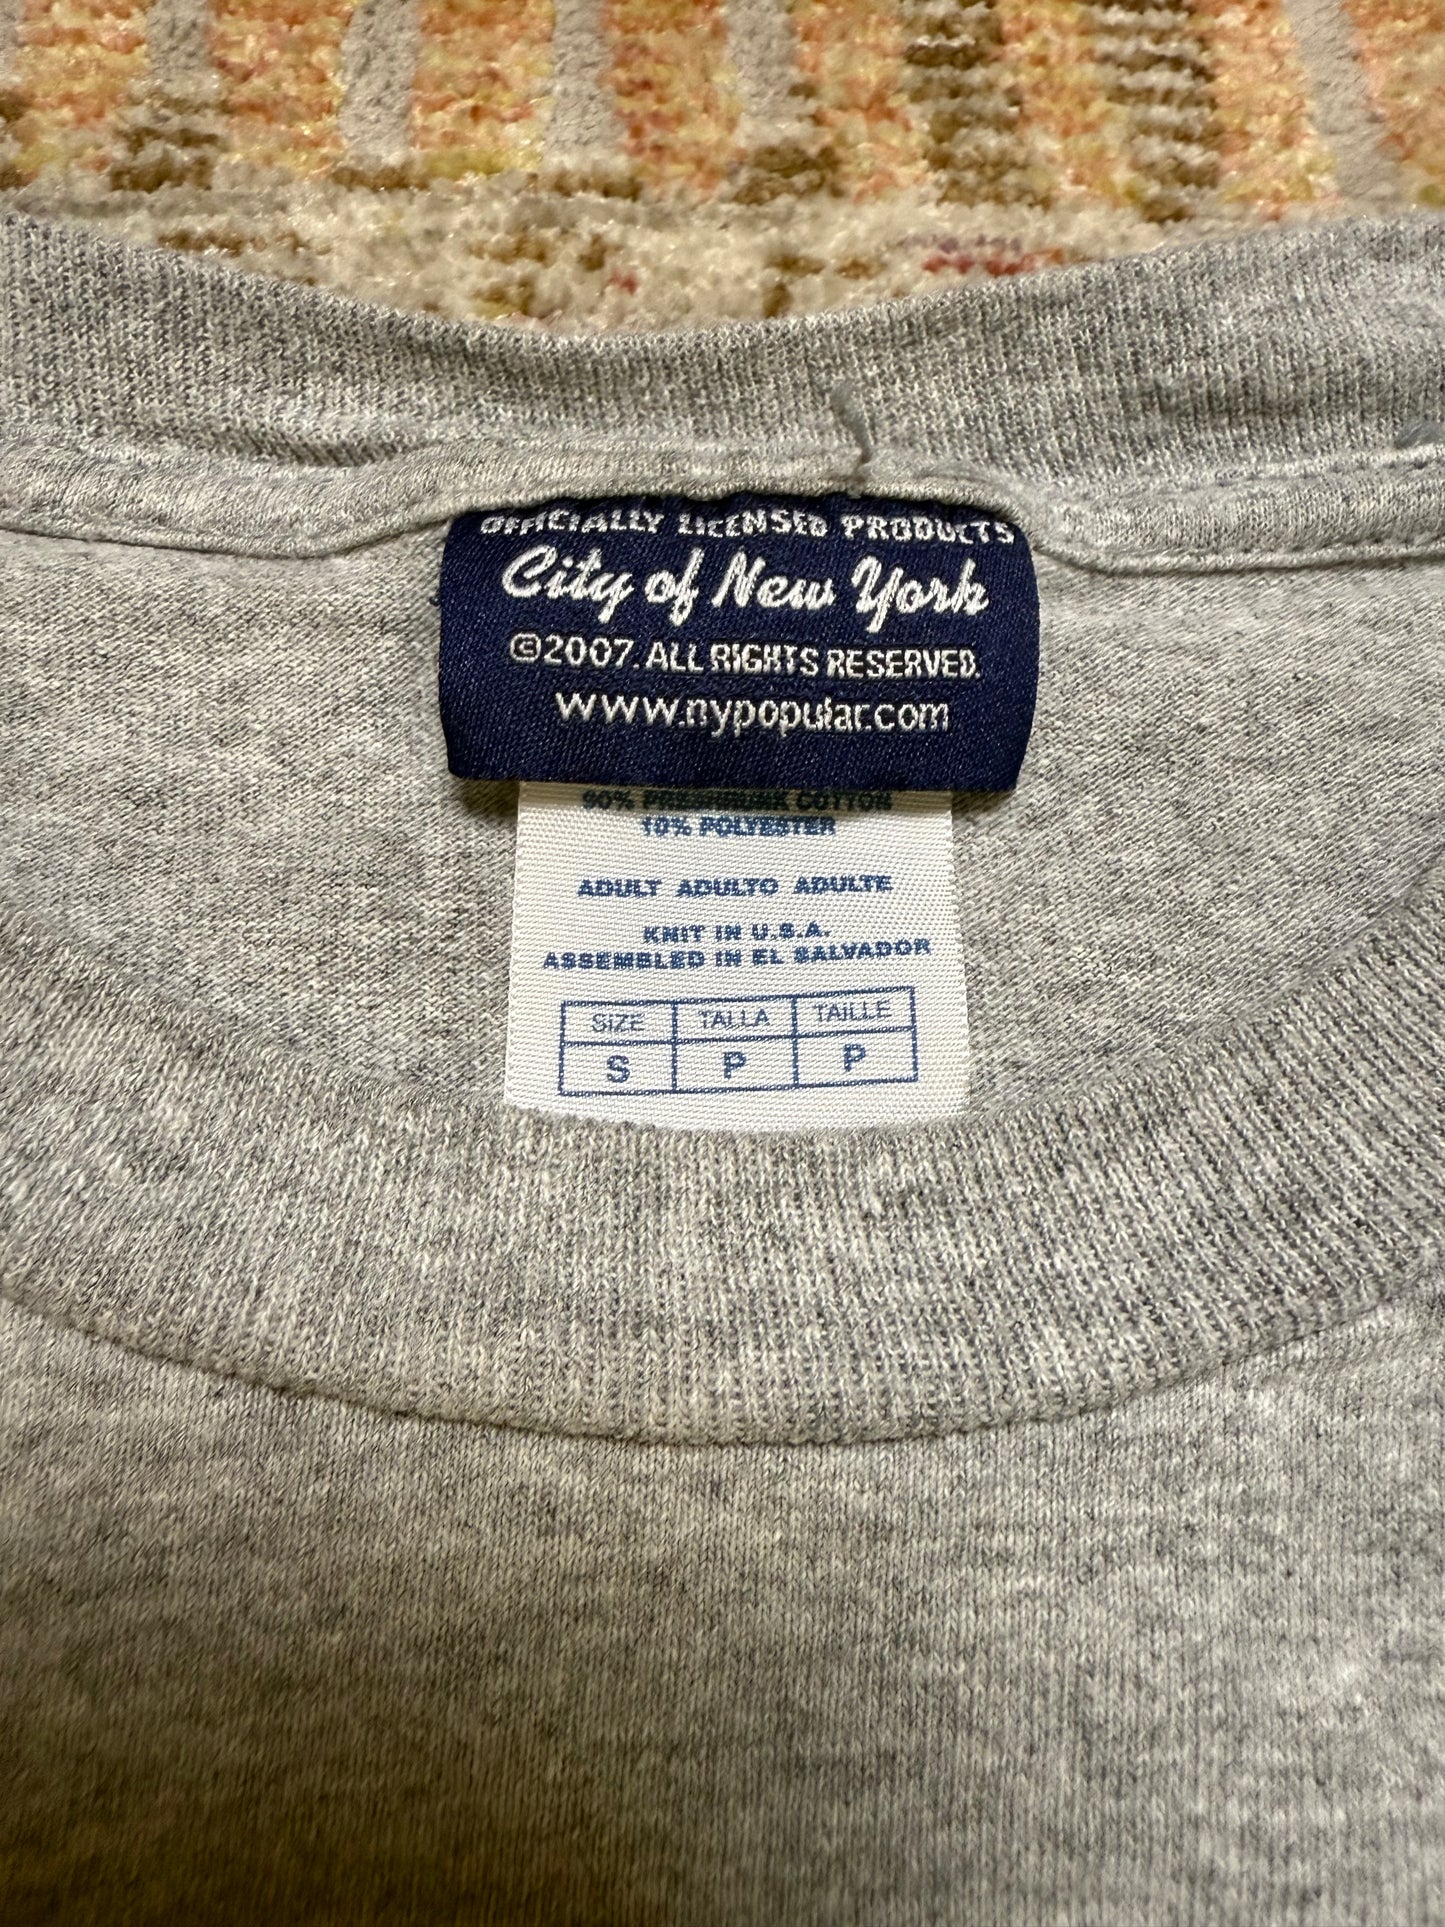 OFFICIALLY LICENSED PRODUCTS
City of New York
©2007. ALL RIGHTS RESERVED.
www.nypopular.com
90% PRESHRUNK COTTON
10% POLYESTER
ADULT ADULTO ADULTE
KNIT IN U.S.A.
ASSEMBLED IN EL SALVADOR
SIZE TALLA TAILLE
S P P